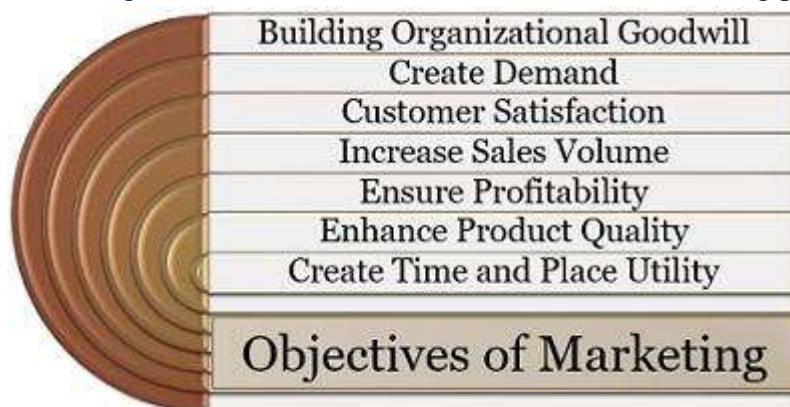 Building Organizational Goodwill
Create Demand
Customer Satisfaction
Increase Sales Volume
Ensure Profitability
Enhance Product Quality
Create Time and Place Utility
Objectives of Marketing